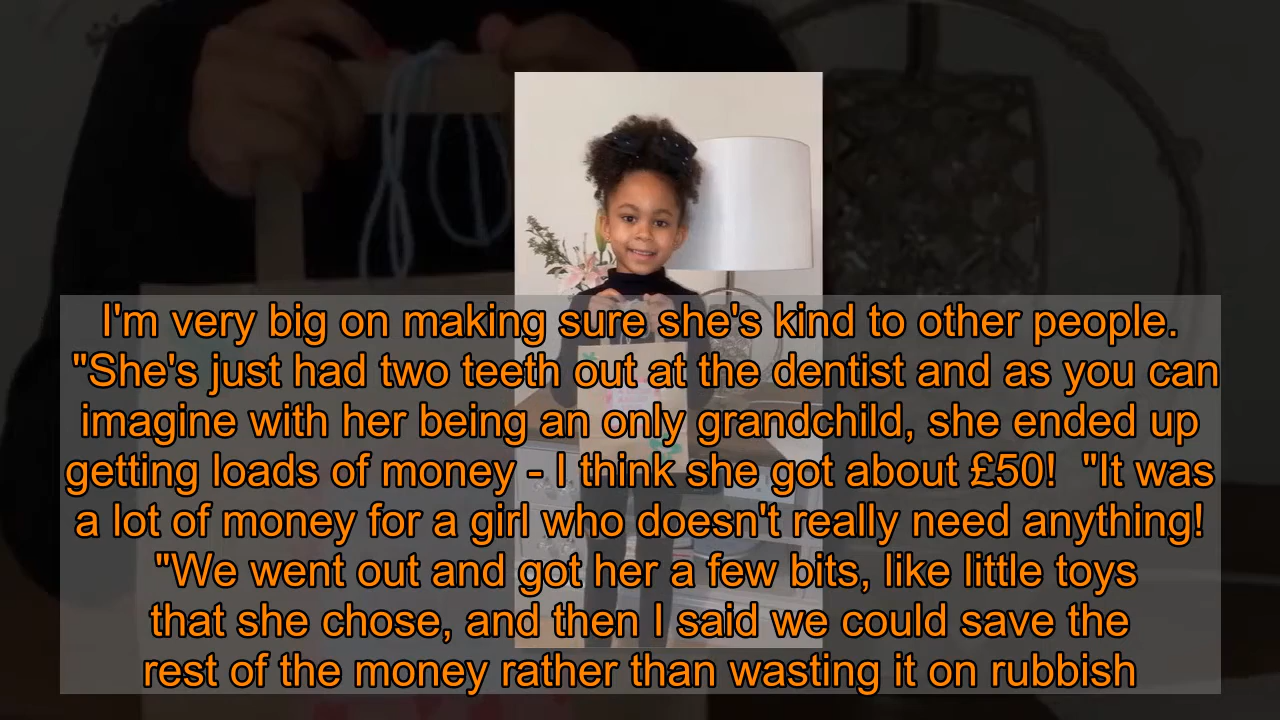 I'm very big on making sure she's kind to other people.
"She's just had two teeth out at the dentist and as you can
imagine with her being an only grandchild, she ended up
getting loads of money - I think she got about £50!  "It was
a lot of money for a girl who doesn't really need anything!
"We went out and got her a few bits, like little toys
that she chose, and then I said we could save the
rest of the money rather than wasting it on rubbish